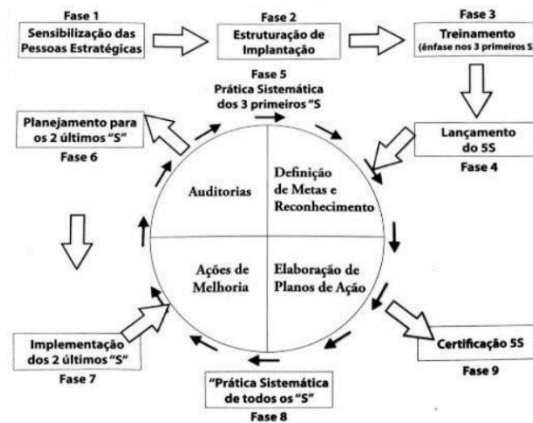 Fase 1
Sensibilização das
Pessoas Estratégicas
Fase 2
Estruturação de
Implantação
Fase 3
Treinamento
(ênfase nos 3 primeiros S)
Fase 5
Prática Sistemática
dos 3 primeiros "S
Planejamento para
os 2 últimos "S"
Fase 6
Lançamento
do 5S
Fase 4
Auditorias
Definição
de Metas e
Reconhecimento
Ações de
Melhoria
Elaboração de
Planos de Ação
Implementação
dos 2 últimos "S"
Fase 7
"Prática Sistemática
de todos os "S"
Fase 8
Certificação 5S
Fase 9